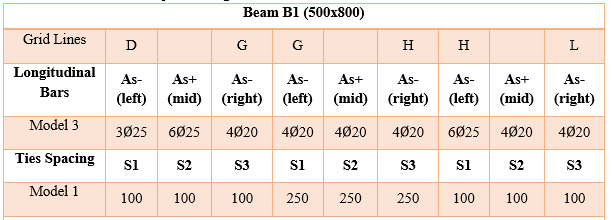 Beam B1 (500x800)
Grid Lines D G G H H L
Longitudinal Bars As- (left) As+ (mid) As- (right) As- (left) As+ (mid) As- (right) As- (left) As+ (mid) As- (right)
Model 3 3Ø25 6Ø25 4Ø20 4Ø20 4Ø20 4Ø20 6Ø25 4Ø20 4Ø20
Ties Spacing S1 S2 S3 S1 S2 S3 S1 S2 S3
Model 1 100 100 100 250 250 250 100 100 100